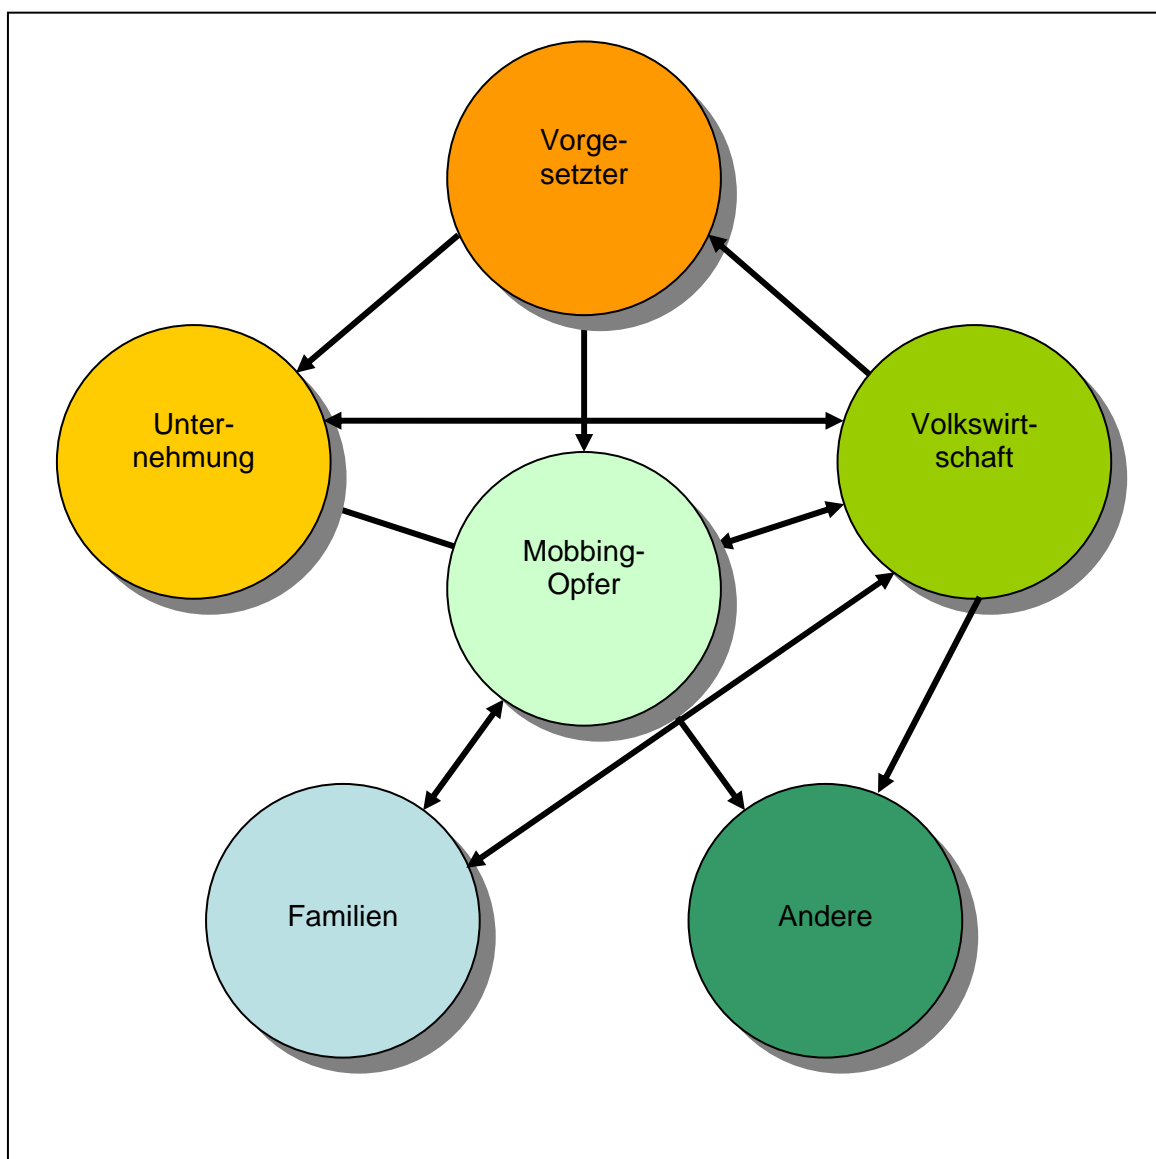 Vorge-
setzter
Unter-
nehmung
Volkswirt-
schaft
Mobbing-
Opfer
Familien
Andere